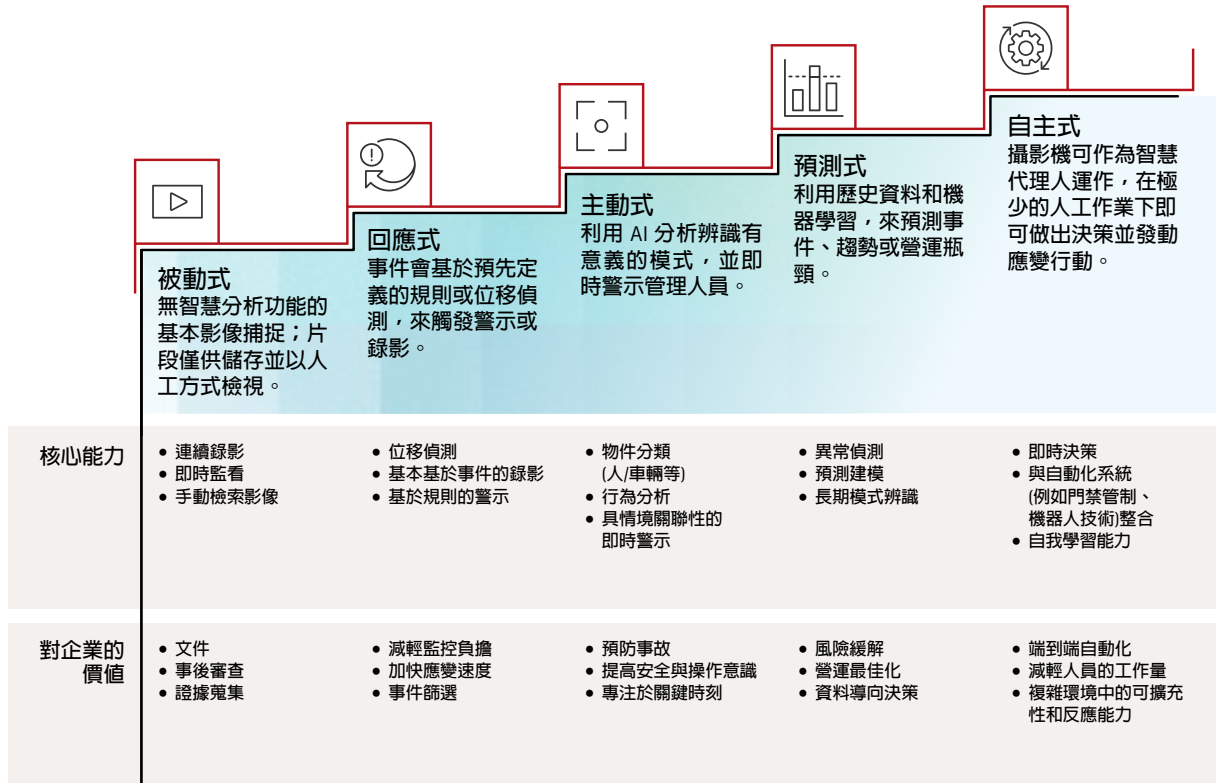 被動式
無智慧分析功能的
基本影像捕捉；片
段僅供儲存並以人
工方式檢視。
回應式
事件會基於預先定
義的規則或位移偵
測，來觸發警示或
錄影。
主動式
利用 AI 分析辨識有
意義的模式，並即
時警示管理人員。
預測式
利用歷史資料和機
器學習，來預測事
件、趨勢或營運瓶
頸。
自主式
攝影機可作為智慧
代理人運作，在極
少的人工作業下即
可做出決策並發動
應變行動。
核心能力
• 連續錄影
• 即時監看
• 手動檢索影像
• 位移偵測
• 基本基於事件的錄影
• 基於規則的警示
• 物件分類
(人/車輛等)
• 行為分析
• 具情境關聯性的
即時警示
• 異常偵測
• 預測建模
• 長期模式辨識
• 即時決策
• 與自動化系統
(例如門禁管制、
機器人技術)整合
• 自我學習能力
對企業的
價值
• 文件
• 事後審查
• 證據蒐集
• 減輕監控負擔
• 加快應變速度
• 事件篩選
• 預防事故
• 提高安全與操作意識
• 專注於關鍵時刻
• 風險緩解
• 營運最佳化
• 資料導向決策
• 端到端自動化
• 減輕人員的工作量
• 複雜環境中的可擴充
性和反應能力